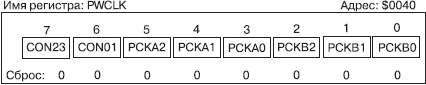 Имя регистра: PWCLK Адрес: $0040
7 6 5 4 3 2 1 0
CON23 CON01 PCKA2 PCKA1 PCKA0 PCKB2 PCKB1 PCKB0
Сброс: 0 0 0 0 0 0 0 0